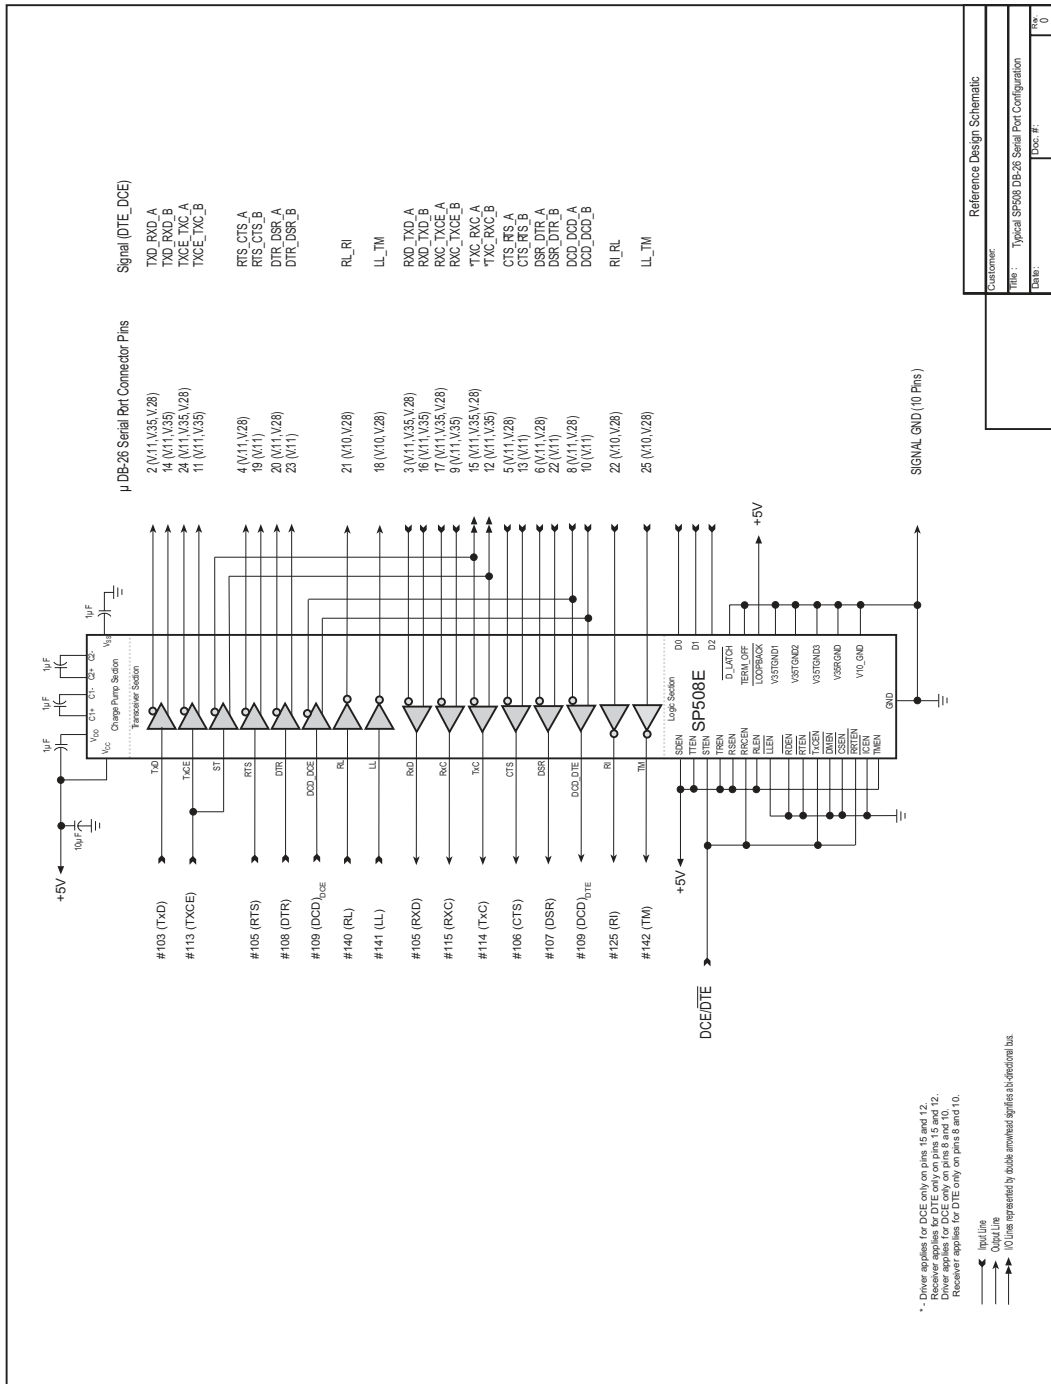 Reference Design Schematic
Customer:
Title : Typical SP508 DB-26 Serial Port Configuration
Date:
Doc. #:
Rev.
0
µ DB-26 Serial Port Connector Pins
Signal (DTE_DCE)
2 (V.11, V.35, V.28) TXD_RXD_A
14 (V.11, V.35) TXD_RXD_B
24 (V.11, V.35, V.28) TXCE_TXC_A
11 (V.11, V.35) TXCE_TXC_B
4 (V.11, V.28) RTS_CTS_A
19 (V.11) RTS_CTS_B
20 (V.11, V.28) DTR_DSR_A
23 (V.11) DTR_DSR_B
21 (V.10, V.28) RL_RI
18 (V.10, V.28) LL_TM
3 (V.11, V.35, V.28) RXD_TXD_A
16 (V.11, V.35) RXD_TXD_B
17 (V.11, V.35, V.28) RXC_TXCE_A
9 (V.11, V.35) RXC_TXCE_B
15 (V.11, V.35, V.28) *TXC_RXC_A
12 (V.11, V.35) *TXC_RXC_B
5 (V.11, V.28) CTS_RTS_A
13 (V.11) CTS_RTS_B
6 (V.11, V.28) DSR_DTR_A
22 (V.11) DSR_DTR_B
8 (V.11, V.28) DCD_DCD_A
10 (V.11) DCD_DCD_B
22 (V.10, V.28) RI_RL
25 (V.10, V.28) LL_TM
+5V
10µF
1µF
1µF
1µF
1µF
VCC
VDD
C1+
C1-
C2+
C2-
VSS
Charge Pump Section
Transceiver Section
#103 (TxD) TxD
#113 (TXCE) TxCE
ST
#105 (RTS) RTS
#108 (DTR) DTR
#109 (DCD)DCE DCD_DCE
#140 (RL) RL
#141 (LL) LL
#105 (RXD) RxD
#115 (RXC) RxC
#114 (TxC) TxC
#106 (CTS) CTS
#107 (DSR) DSR
#109 (DCD)DTE DCD_DTE
#125 (RI) RI
#142 (TM) TM
Logic Section
SP508E
+5V
DCE/DTE
SDEN
TTEN
STEN
TREN
RSEN
RRCEN
RLEN
LLEN
RDEN
RTEN
TxCEN
DMEN
CSEN
RRTEN
ICEN
TMEN
D0
D1
D2
D_LATCH
TERM_OFF
LOOPBACK
V35TGND1
V35TGND2
V35TGND3
V35RGND
V10_GND
GND
+5V
SIGNAL GND (10 Pins )
* - Driver applies for DCE only on pins 15 and 12.
Receiver applies for DTE only on pins 15 and 12.
Driver applies for DCE only on pins 8 and 10.
Receiver applies for DTE only on pins 8 and 10.
Input Line
Output Line
I/O Lines represented by double arrowhead signifies a bi-directional bus.